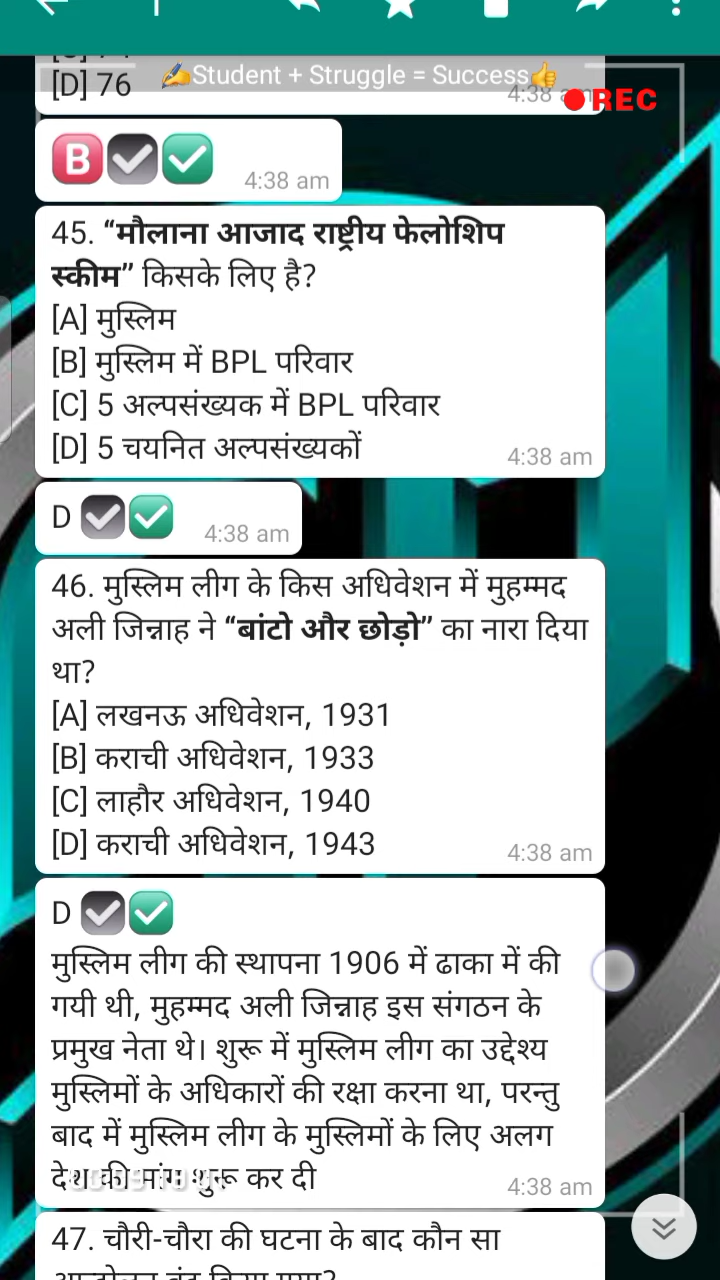 [D] 76
✍Student + Struggle = Success👍
4:38 am
REC
B ✔ ✅
4:38 am
45. “मौलाना आजाद राष्ट्रीय फेलोशिप
स्कीम” किसके लिए है?
[A] मुस्लिम
[B] मुस्लिम में BPL परिवार
[C] 5 अल्पसंख्यक में BPL परिवार
[D] 5 चयनित अल्पसंख्यकों
4:38 am
D ✔ ✅
4:38 am
46. मुस्लिम लीग के किस अधिवेशन में मुहम्मद
अली जिन्नाह ने “बांटो और छोड़ो” का नारा दिया
था?
[A] लखनऊ अधिवेशन, 1931
[B] कराची अधिवेशन, 1933
[C] लाहौर अधिवेशन, 1940
[D] कराची अधिवेशन, 1943
4:38 am
D ✔ ✅
मुस्लिम लीग की स्थापना 1906 में ढाका में की
गयी थी, मुहम्मद अली जिन्नाह इस संगठन के
प्रमुख नेता थे। शुरू में मुस्लिम लीग का उद्देश्य
मुस्लिमों के अधिकारों की रक्षा करना था, परन्तु
बाद में मुस्लिम लीग के मुस्लिमों के लिए अलग
देश की मांग शुरू कर दी
4:38 am
47. चौरी-चौरा की घटना के बाद कौन सा